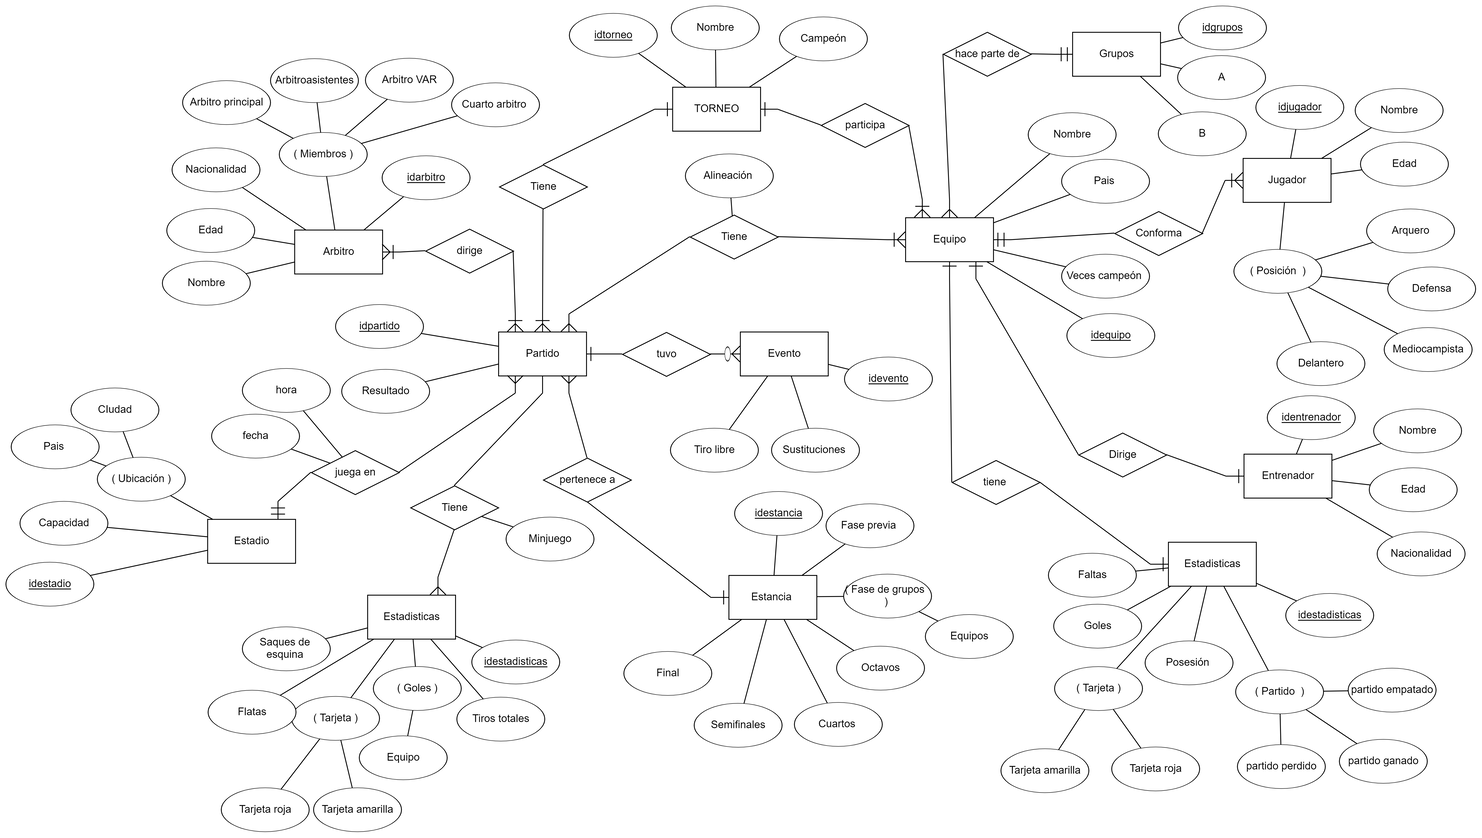 idtorneo
Nombre
Campeón
TORNEO
hace parte de
Grupos
idgrupos
A
B
Arbitroasistentes
Arbitro VAR
Arbitro principal
Cuarto arbitro
( Miembros )
Nacionalidad
idarbitro
Edad
Arbitro
Nombre
dirige
Tiene
participa
Alineación
Tiene
Equipo
Nombre
Pais
Veces campeón
idequipo
Conforma
idjugador
Nombre
Edad
Jugador
Arquero
( Posición  )
Defensa
Mediocampista
Delantero
idpartido
Partido
Resultado
tuvo
Evento
idevento
Tiro libre
Sustituciones
hora
fecha
juega en
CIudad
Pais
( Ubicación )
Capacidad
Estadio
idestadio
Tiene
Minjuego
pertenece a
identrenador
Nombre
Dirige
Entrenador
Edad
Nacionalidad
tiene
idestancia
Fase previa
Estancia
( Fase de grupos
)
Equipos
Octavos
Cuartos
Semifinales
Final
Estadisticas
Saques de
esquina
idestadisticas
Flatas
( Tarjeta )
( Goles )
Tiros totales
Equipo
Tarjeta roja
Tarjeta amarilla
Estadisticas
Faltas
Goles
idestadisticas
Posesión
( Tarjeta )
( Partido  )
partido empatado
Tarjeta amarilla
Tarjeta roja
partido perdido
partido ganado